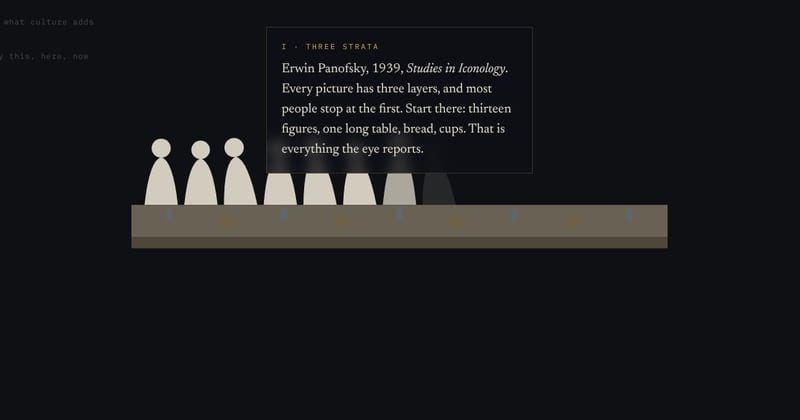 what culture adds
y this, here, now
I · THREE STRATA
Erwin Panofsky, 1939, Studies in Iconology.
Every picture has three layers, and most
people stop at the first. Start there: thirteen
figures, one long table, bread, cups. That is
everything the eye reports.